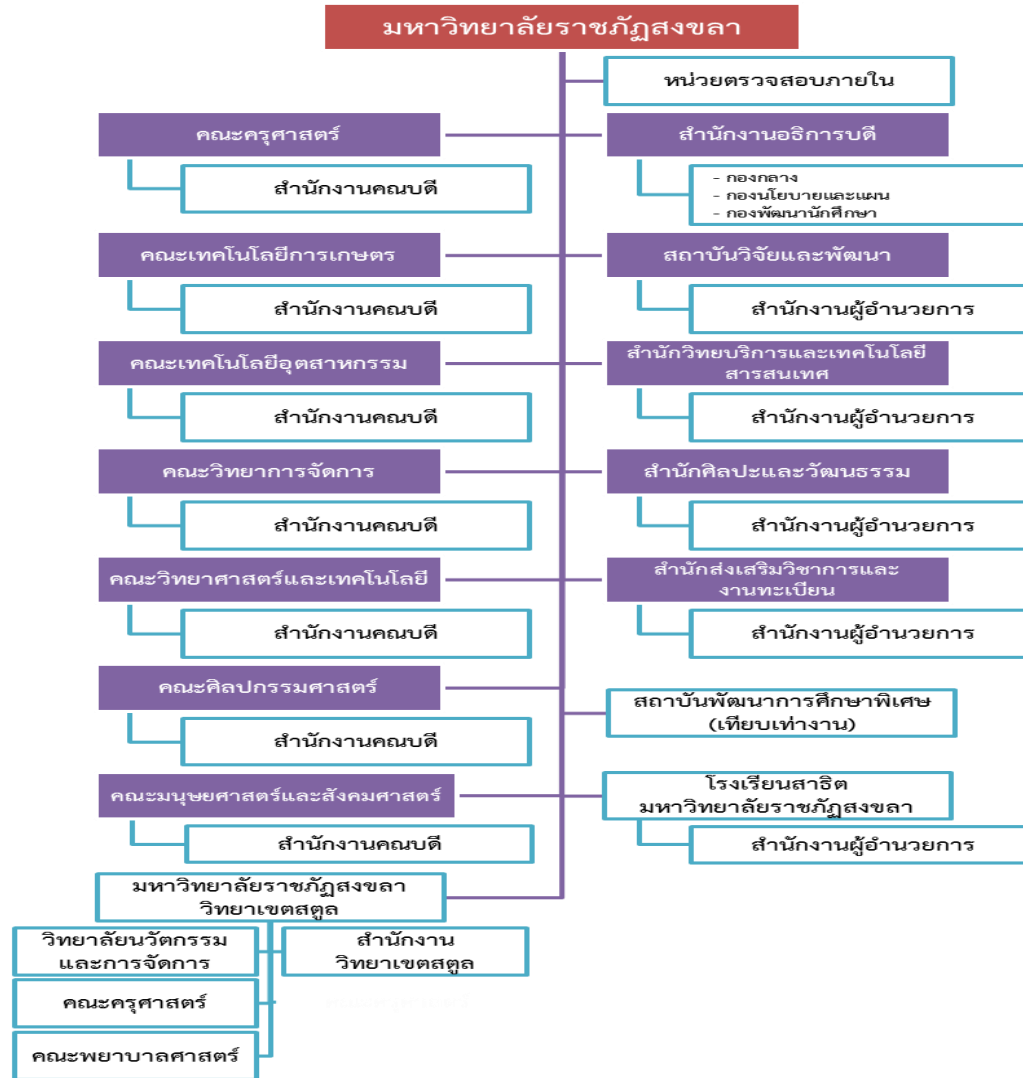 มหาวิทยาลัยราชภัฏสงขลา
หน่วยตรวจสอบภายใน
คณะครุศาสตร์
สำนักงานคณบดี
สำนักงานอธิการบดี
- กองกลาง
- กองนโยบายและแผน
- กองพัฒนานักศึกษา
คณะเทคโนโลยีการเกษตร
สำนักงานคณบดี
สถาบันวิจัยและพัฒนา
สำนักงานผู้อำนวยการ
คณะเทคโนโลยีอุตสาหกรรม
สำนักงานคณบดี
สำนักวิทยบริการและเทคโนโลยี
สารสนเทศ
สำนักงานผู้อำนวยการ
คณะวิทยาการจัดการ
สำนักงานคณบดี
สำนักศิลปะและวัฒนธรรม
สำนักงานผู้อำนวยการ
คณะวิทยาศาสตร์และเทคโนโลยี
สำนักงานคณบดี
สำนักส่งเสริมวิชาการและ
งานทะเบียน
สำนักงานผู้อำนวยการ
คณะศิลปกรรมศาสตร์
สำนักงานคณบดี
สถาบันพัฒนาการศึกษาพิเศษ
(เทียบเท่างาน)
คณะมนุษยศาสตร์และสังคมศาสตร์
สำนักงานคณบดี
โรงเรียนสาธิต
มหาวิทยาลัยราชภัฏสงขลา
สำนักงานผู้อำนวยการ
มหาวิทยาลัยราชภัฏสงขลา
วิทยาเขตสตูล
วิทยาลัยนวัตกรรม
และการจัดการ
สำนักงาน
วิทยาเขตสตูล
คณะครุศาสตร์
คณะพยาบาลศาสตร์